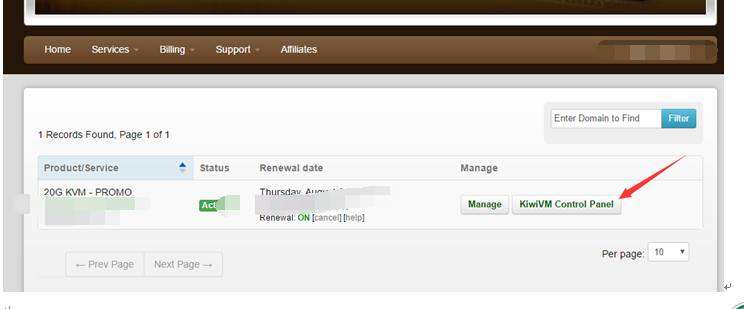 Home Services Billing Support Affiliates
Enter Domain to Find Filter
1 Records Found, Page 1 of 1
Product/Service Status Renewal date Manage
20G KVM - PROMO
Manage KiwiVM Control Panel
Renewal: ON [cancel] [help]
Per page: 10
← Prev Page Next Page →